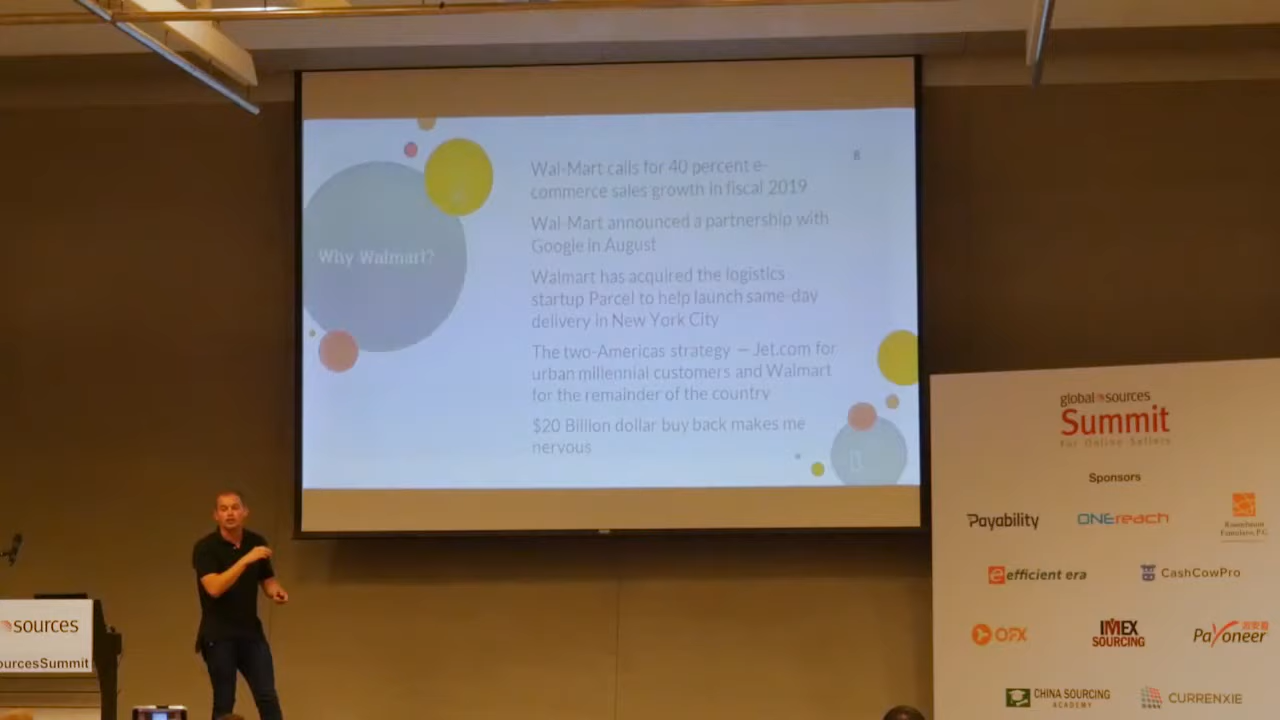 Why Walmart?
8
Wal-Mart calls for 40 percent e-
commerce sales growth in fiscal 2019
Wal-Mart announced a partnership with
Google in August
Walmart has acquired the logistics
startup Parcel to help launch same-day
delivery in New York City
The two-Americas strategy — Jet.com for
urban millennial customers and Walmart
for the remainder of the country
$20 Billion dollar buy back makes me
nervous
sources
ourcesSummit
global sources
Summit
For Online Sellers
Sponsors
Payability
ONEreach
efficient era
CashCowPro
OFX
IMEX
SOURCING
Payoneer
CHINA SOURCING
ACADEMY
CURRENXIE